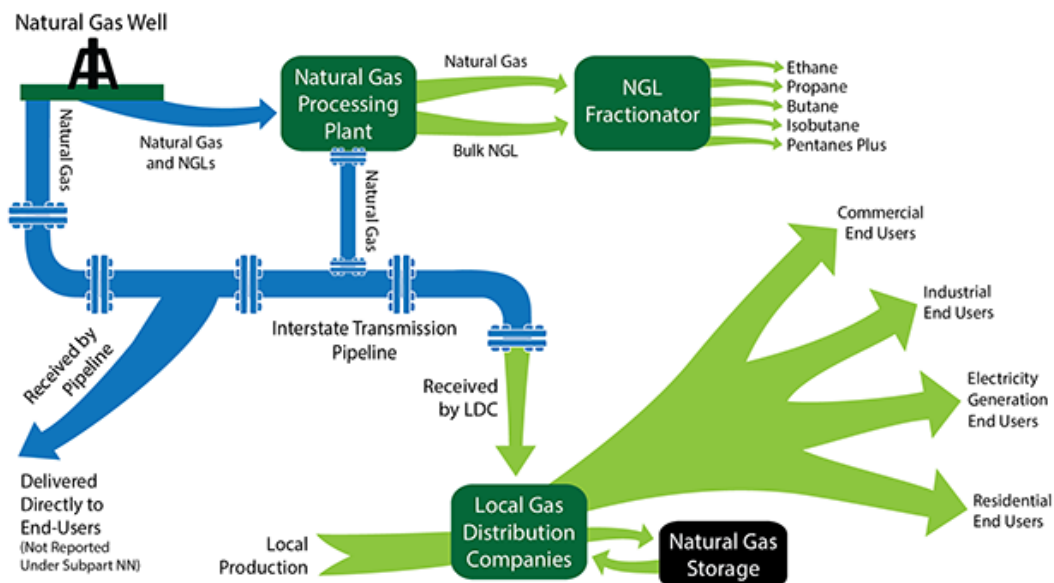 Natural Gas Well
Natural Gas
Natural Gas
and NGLs
Natural Gas
Processing
Plant
Natural Gas
Bulk NGL
NGL
Fractionator
Ethane
Propane
Butane
Isobutane
Pentanes Plus
Natural Gas
Interstate Transmission
Pipeline
Received by
Pipeline
Delivered
Directly to
End-Users
(Not Reported
Under Subpart NN)
Received
by LDC
Local
Production
Local Gas
Distribution
Companies
Natural Gas
Storage
Commercial
End Users
Industrial
End Users
Electricity
Generation
End Users
Residential
End Users